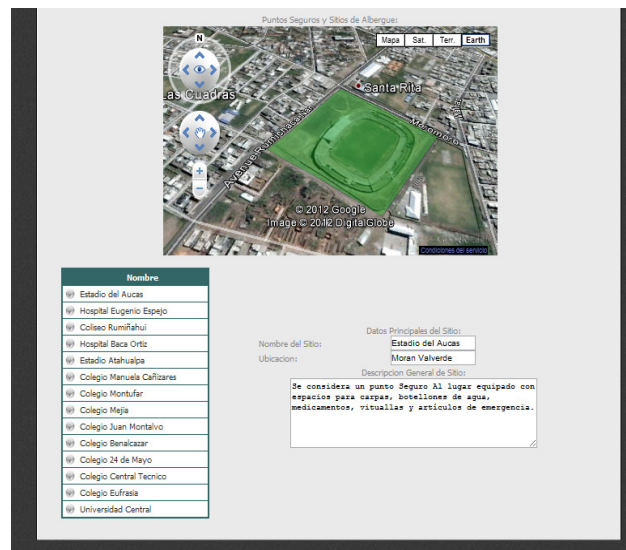 Puntos Seguros y Sitios de Albergue:
N
Mapa Sat. Terr. Earth
Las Cuadras
Santa Rita
Avenue Rumichaca Ña
© 2012 Google
Image © 2012 DigitalGlobe
Condiciones del servicio
Nombre
Estadio del Aucas
Hospital Eugenio Espejo
Coliseo Rumiñahui
Hospital Baca Ortiz
Estadio Atahualpa
Colegio Manuela Cañizares
Colegio Montufar
Colegio Mejia
Colegio Juan Montalvo
Colegio Benalcazar
Colegio 24 de Mayo
Colegio Central Tecnico
Colegio Eufrasia
Universidad Central
Datos Principales del Sitio:
Nombre del Sitio: Estadio del Aucas
Ubicacion: Moran Valverde
Descripcion General de Sitio:
Se considera un punto Seguro Al lugar equipado con
espacios para carpas, botellones de agua,
medicamentos, vituallas y artículos de emergencia.